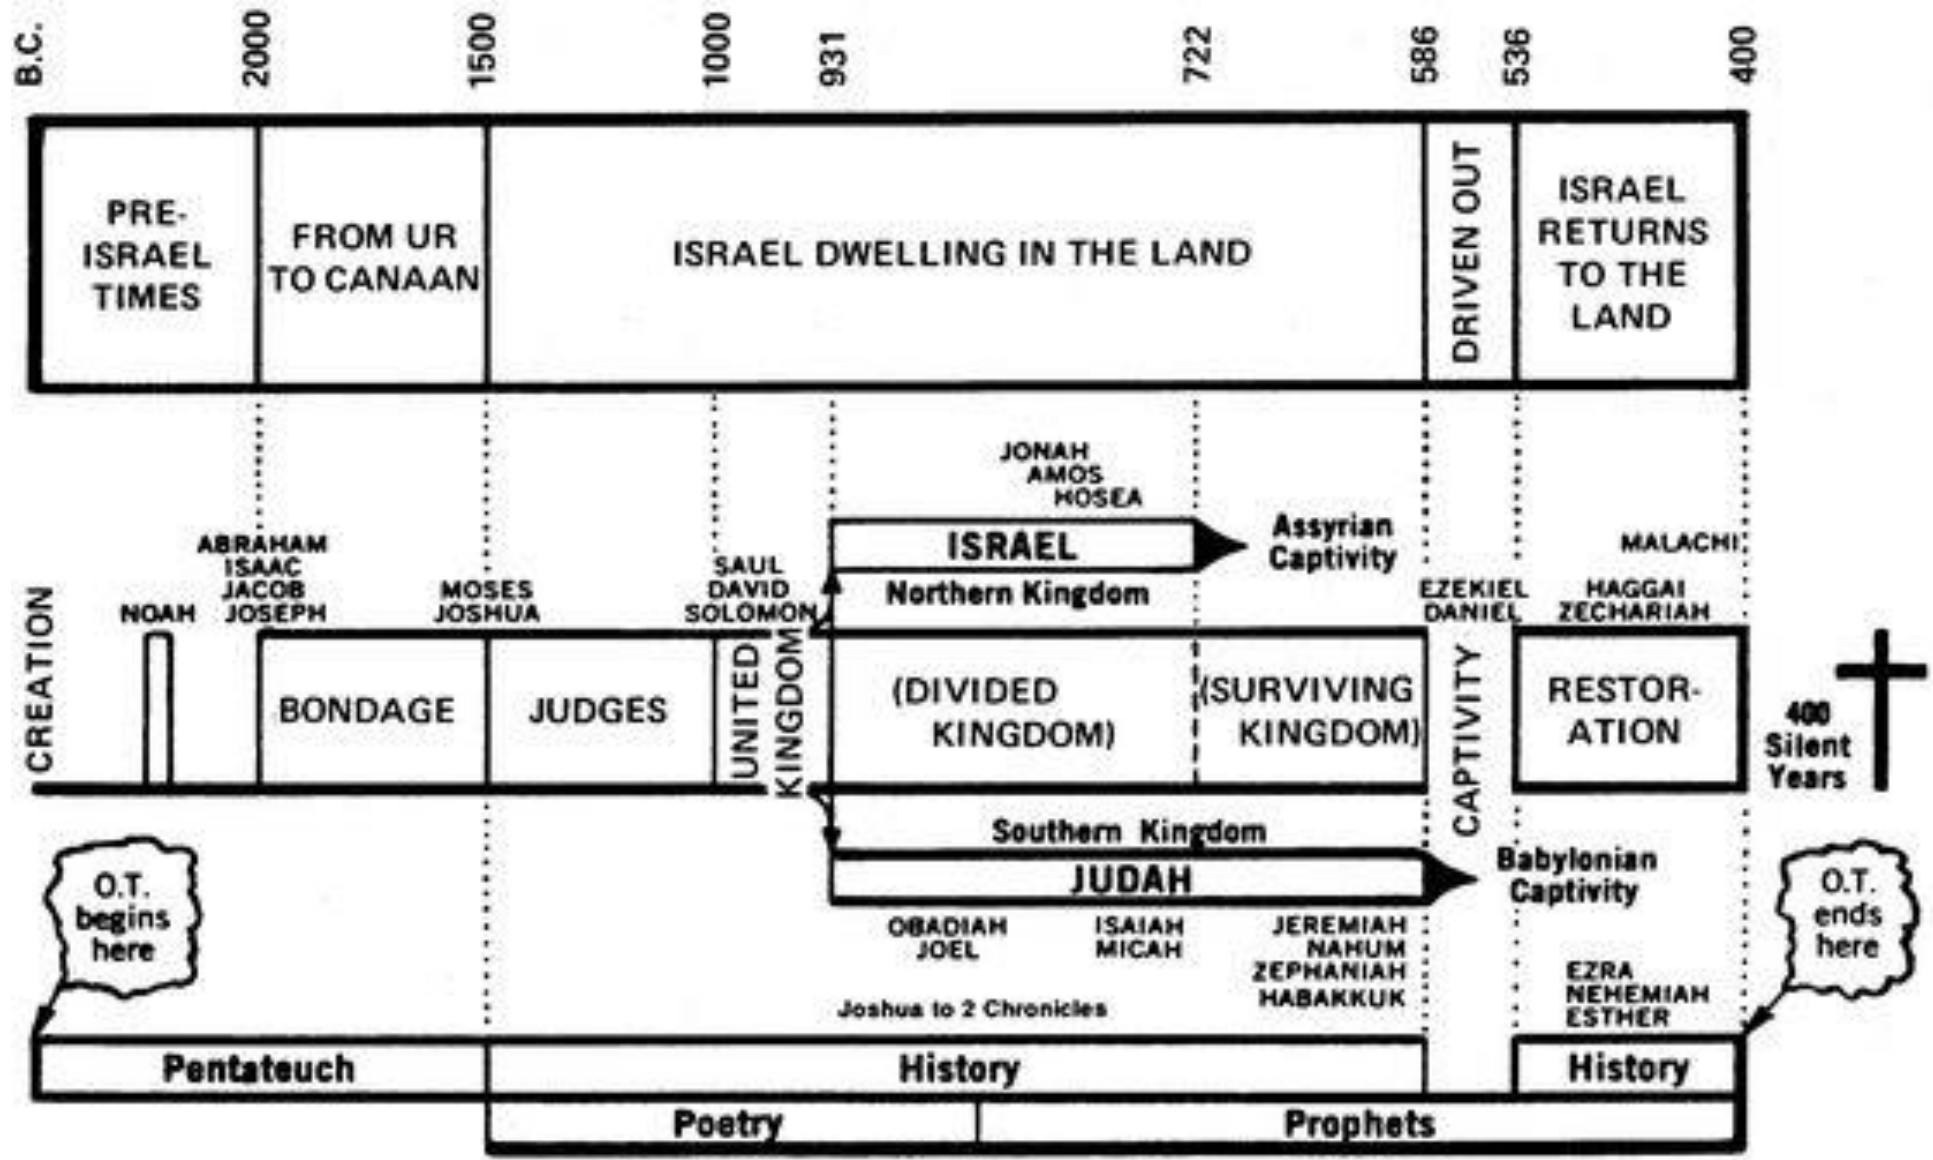 B.C.
2000
1500
1000
931
722
586
536
400
PRE-
ISRAEL
TIMES
FROM UR
TO CANAAN
ISRAEL DWELLING IN THE LAND
DRIVEN OUT
ISRAEL
RETURNS
TO THE
LAND
JONAH
AMOS
HOSEA
ISRAEL
Northern Kingdom
Assyrian
Captivity
CREATION
NOAH
ABRAHAM
ISAAC
JACOB
JOSEPH
MOSES
JOSHUA
SAUL
DAVID
SOLOMON
EZEKIEL
DANIEL
MALACHI
HAGGAI
ZECHARIAH
BONDAGE
JUDGES
UNITED
KINGDOM
(DIVIDED
KINGDOM)
(SURVIVING
KINGDOM)
CAPTIVITY
RESTOR-
ATION
400
Silent
Years
Southern Kingdom
JUDAH
Babylonian
Captivity
OBADIAH
JOEL
ISAIAH
MICAH
JEREMIAH
NAHUM
ZEPHANIAH
HABAKKUK
O.T.
begins
here
O.T.
ends
here
Joshua to 2 Chronicles
EZRA
NEHEMIAH
ESTHER
Pentateuch
History
History
Poetry
Prophets